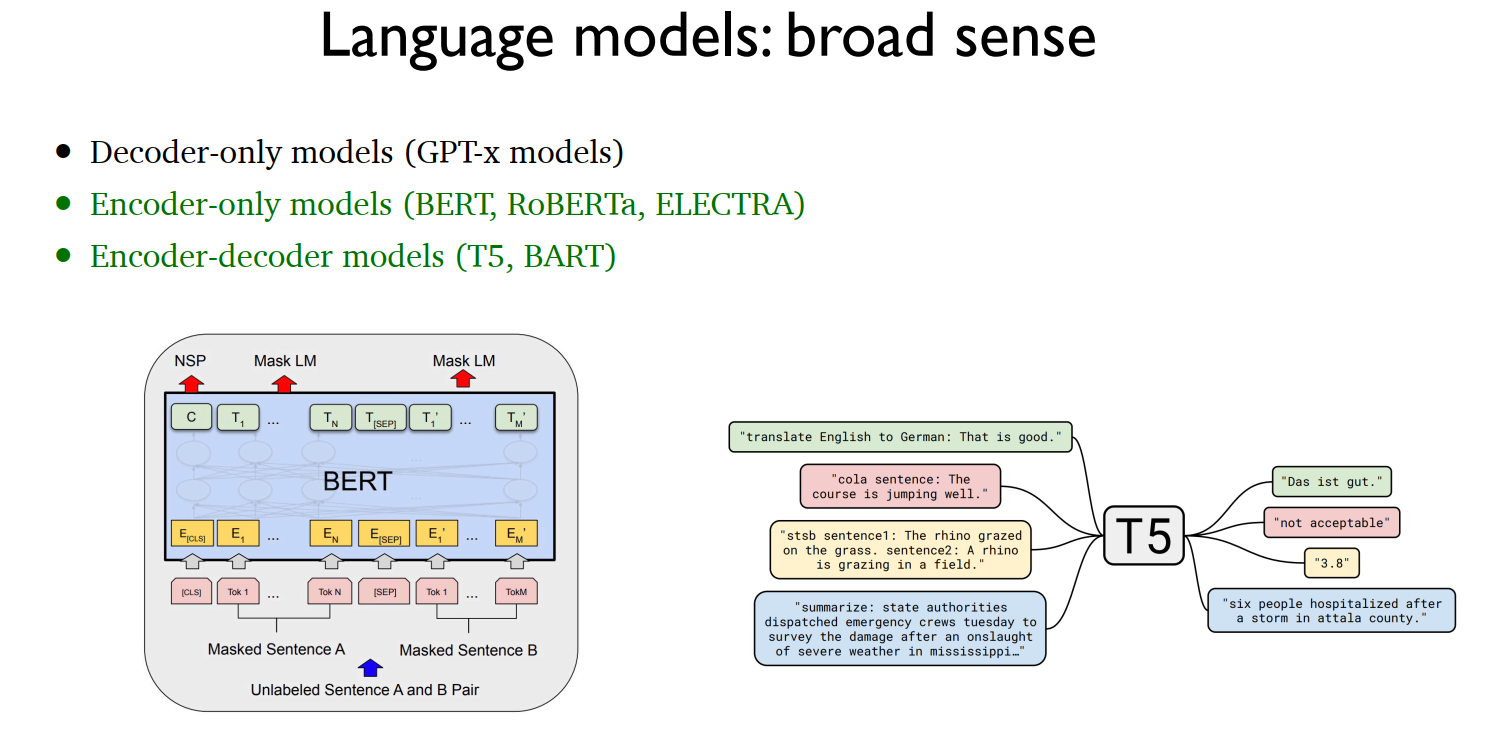 Language models: broad sense
• Decoder-only models (GPT-x models)
• Encoder-only models (BERT, RoBERTa, ELECTRA)
• Encoder-decoder models (T5, BART)
NSP Mask LM Mask LM
C T1 ... TN T[SEP] T1' ... TM'
BERT
E[CLS] E1 ... EN E[SEP] E1' ... EM'
[CLS] Tok 1 ... Tok N [SEP] Tok 1 ... TokM
Masked Sentence A Masked Sentence B
Unlabeled Sentence A and B Pair
"translate English to German: That is good."
"cola sentence: The
course is jumping well."
"stsb sentence1: The rhino grazed
on the grass. sentence2: A rhino
is grazing in a field."
"summarize: state authorities
dispatched emergency crews tuesday to
survey the damage after an onslaught
of severe weather in mississippi…"
T5
"Das ist gut."
"not acceptable"
"3.8"
"six people hospitalized after
a storm in attala county."